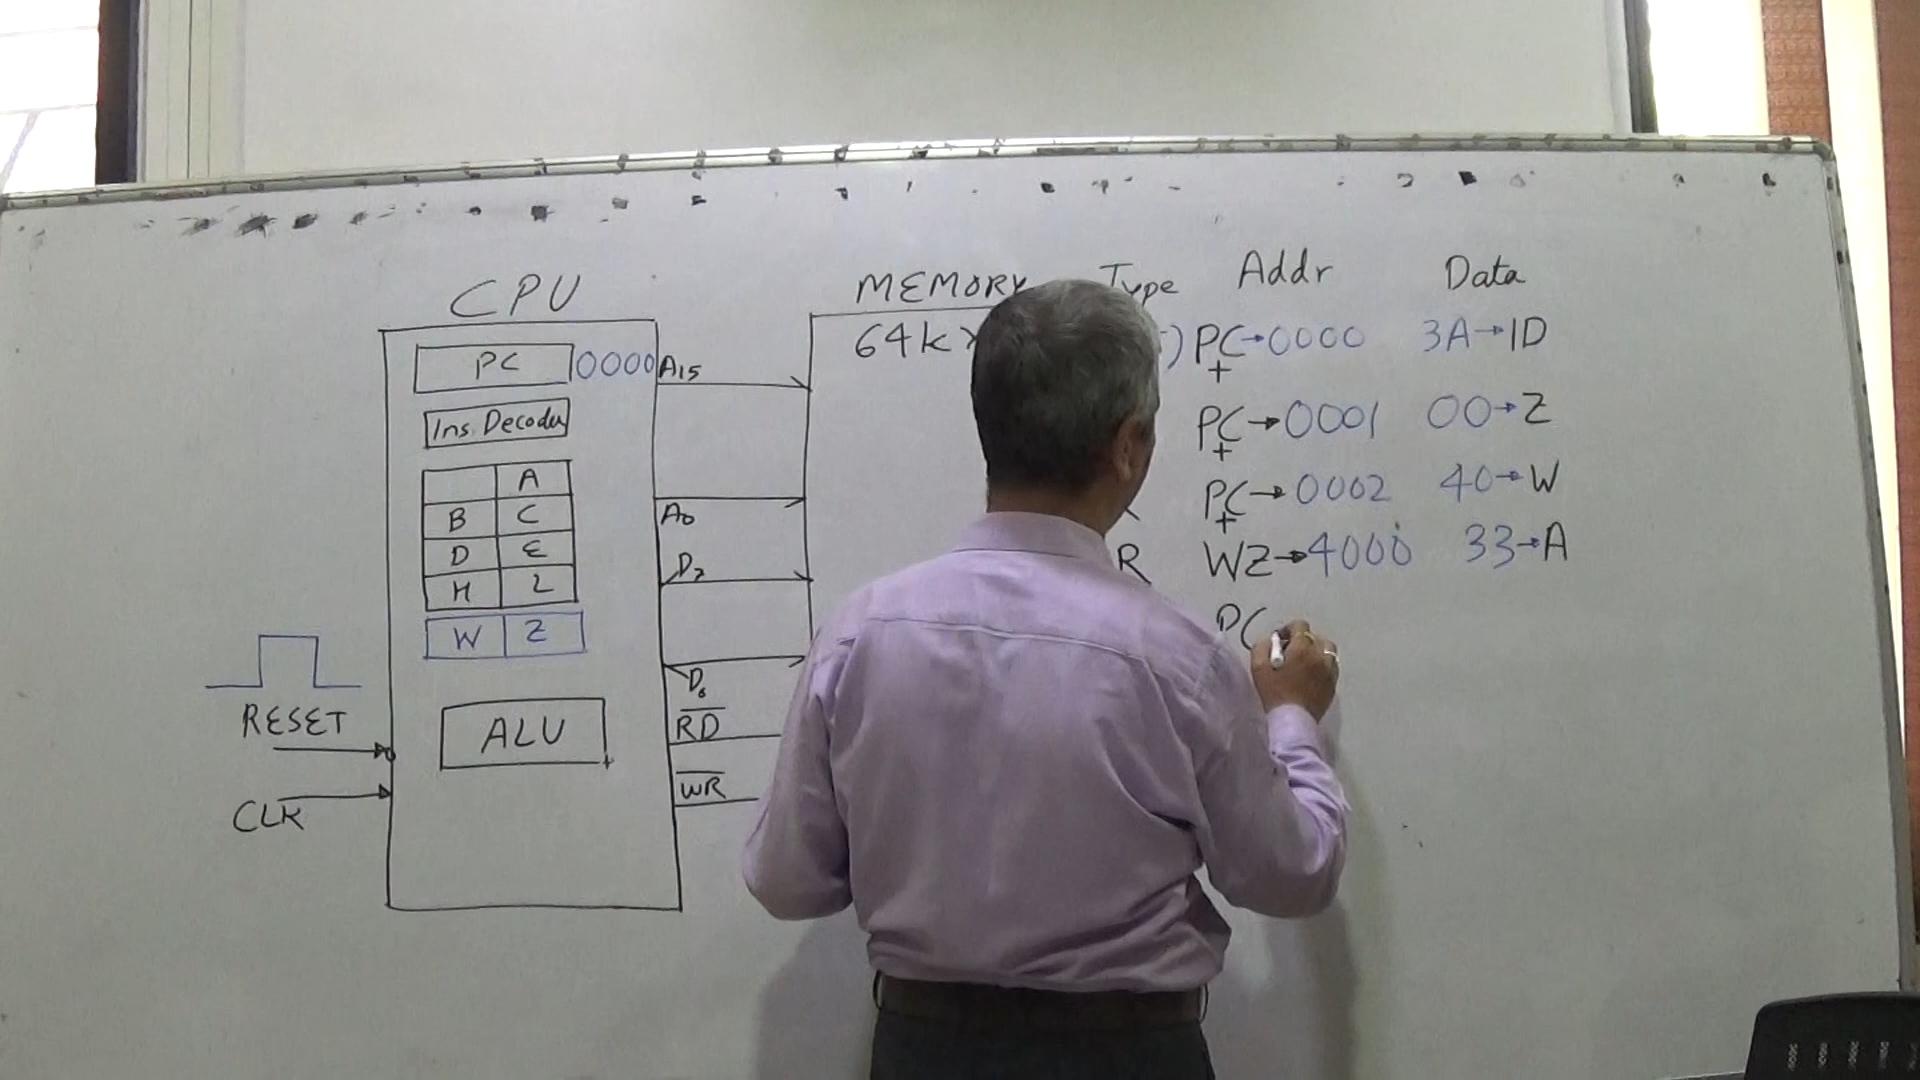 CPU
PC 0000
Ins. Decoder
A
B C
D E
H L
W Z
ALU
RESET
CLK
A15
A0
D7
D0
RD
WR
MEMORY
64k
Type Addr Data
PC→0000 3A→ID
+
PC→0001 00→Z
+
PC→0002 40→W
+
R WZ→4000 33→A
PC